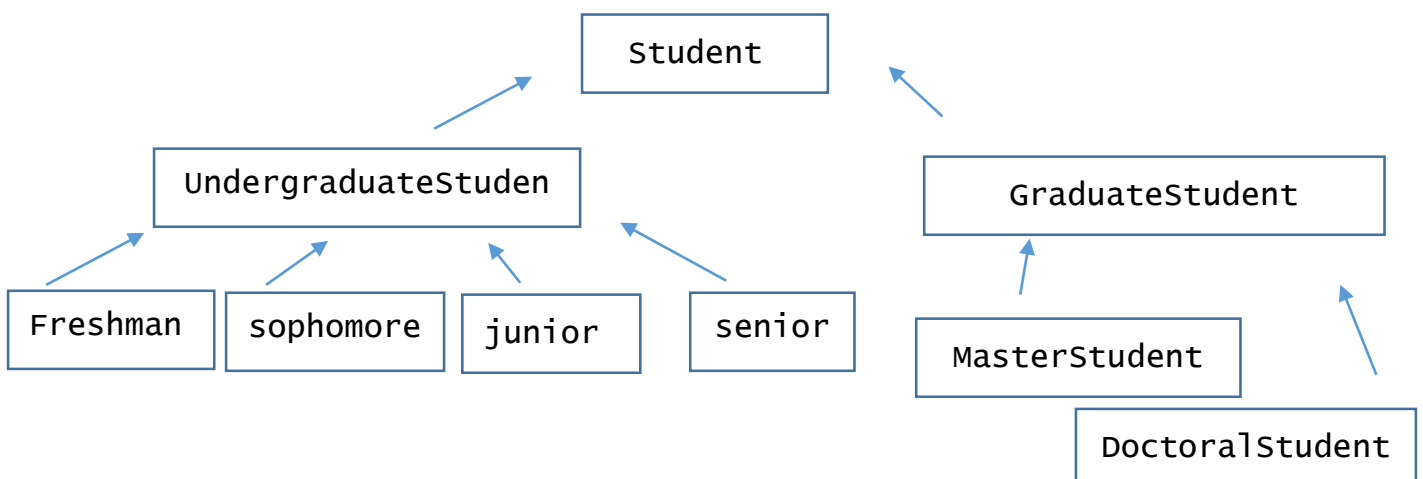 Student
UndergraduateStuden
GraduateStudent
Freshman
sophomore
junior
senior
MasterStudent
DoctoralStudent